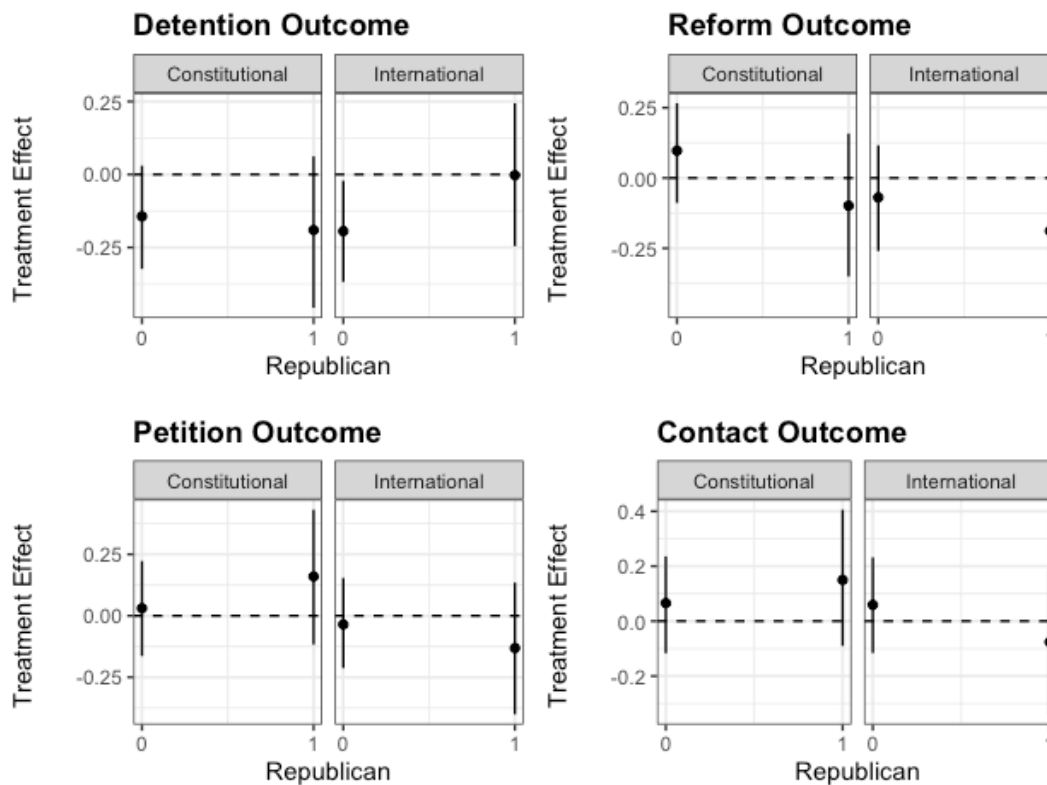 Detention Outcome
Constitutional
International
0.25
0.00
-0.25
Treatment Effect
0
1
0
1
Republican
Reform Outcome
Constitutional
International
0.25
0.00
-0.25
Treatment Effect
0
1
0
1
Republican
Petition Outcome
Constitutional
International
0.25
0.00
-0.25
Treatment Effect
0
1
0
1
Republican
Contact Outcome
Constitutional
International
0.4
0.2
0.0
-0.2
Treatment Effect
0
1
0
1
Republican